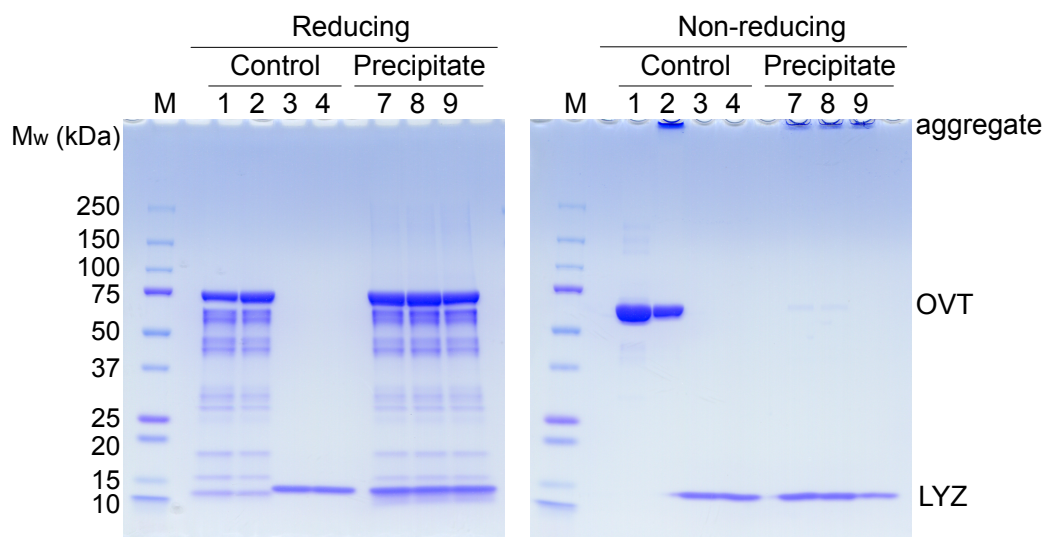 Reducing
Non-reducing
Control Precipitate
Control Precipitate
M 1 2 3 4 7 8 9
M 1 2 3 4 7 8 9
Mw (kDa)
aggregate
250
150
100
75
OVT
50
37
25
20
15
10
LYZ